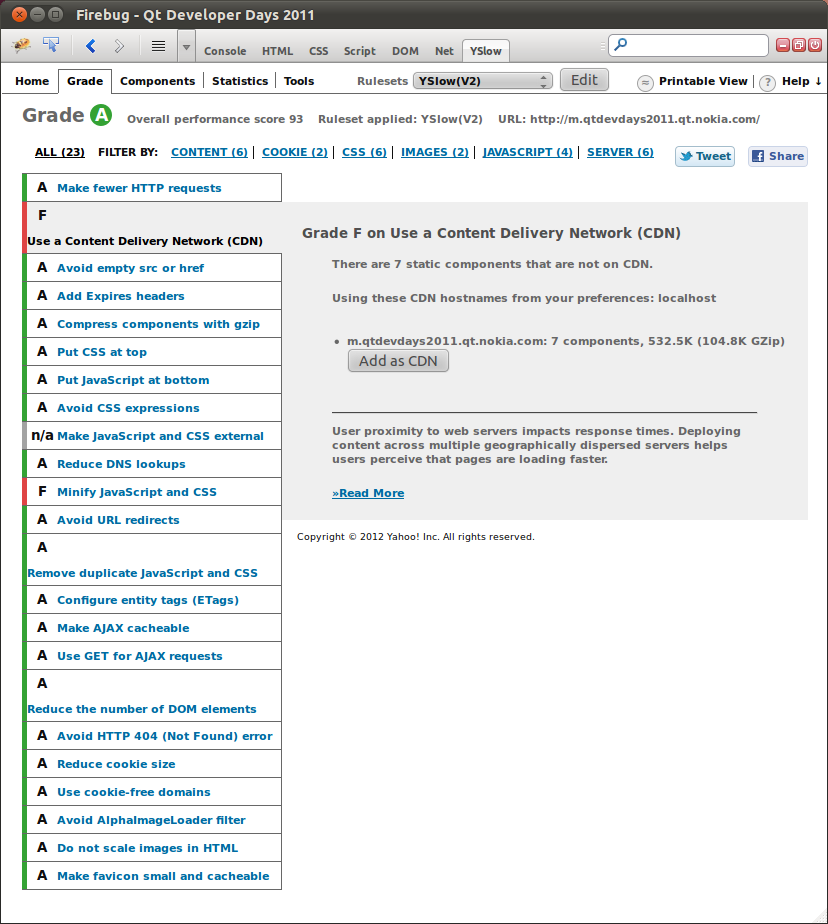 Firebug - Qt Developer Days 2011
Console HTML CSS Script DOM Net YSlow
Home Grade Components Statistics Tools Rulesets YSlow(V2) Edit Printable View ? Help ↓
Grade A Overall performance score 93 Ruleset applied: YSlow(V2) URL: http://m.qtdevdays2011.qt.nokia.com/
ALL (23) FILTER BY: CONTENT (6) COOKIE (2) CSS (6) IMAGES (2) JAVASCRIPT (4) SERVER (6) Tweet Share
A Make fewer HTTP requests
F
Use a Content Delivery Network (CDN)
A Avoid empty src or href
A Add Expires headers
A Compress components with gzip
A Put CSS at top
A Put JavaScript at bottom
A Avoid CSS expressions
n/a Make JavaScript and CSS external
A Reduce DNS lookups
F Minify JavaScript and CSS
A Avoid URL redirects
A
Remove duplicate JavaScript and CSS
A Configure entity tags (ETags)
A Make AJAX cacheable
A Use GET for AJAX requests
A
Reduce the number of DOM elements
A Avoid HTTP 404 (Not Found) error
A Reduce cookie size
A Use cookie-free domains
A Avoid AlphaImageLoader filter
A Do not scale images in HTML
A Make favicon small and cacheable
Grade F on Use a Content Delivery Network (CDN)
There are 7 static components that are not on CDN.
Using these CDN hostnames from your preferences: localhost
• m.qtdevdays2011.qt.nokia.com: 7 components, 532.5K (104.8K GZip)
Add as CDN
User proximity to web servers impacts response times. Deploying
content across multiple geographically dispersed servers helps
users perceive that pages are loading faster.
»Read More
Copyright © 2012 Yahoo! Inc. All rights reserved.